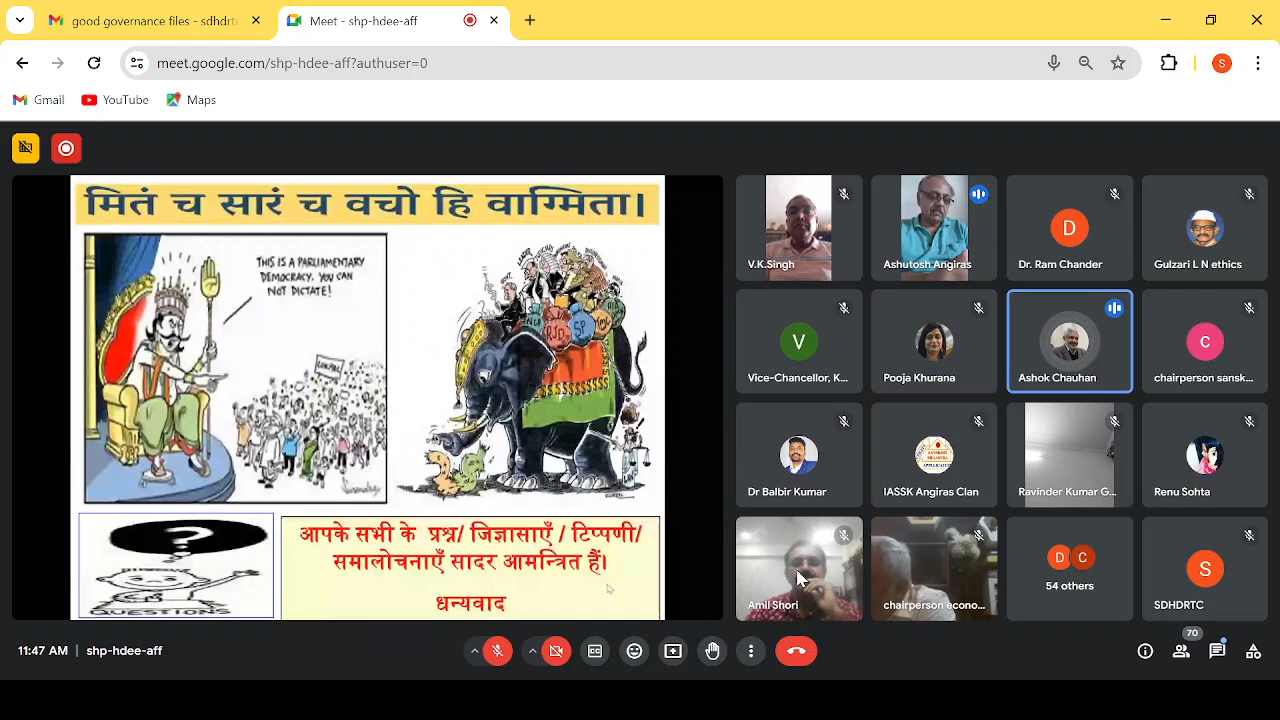 good governance files - sdhdrt
Meet - shp-hdee-aff
meet.google.com/shp-hdee-aff?authuser=0
S
Gmail
YouTube
Maps
मितं च सारं च वचो हि वाग्मिता।
THIS IS A PARLIAMENTARY
DEMOCRACY. YOU CAN
NOT DICTATE!
RJD
SP
?
QUESTIONS
आपके सभी के प्रश्न/ जिज्ञासाएँ / टिप्पणी/
समालोचनाएँ सादर आमन्त्रित हैं।
धन्यवाद
V.K.Singh
Ashutosh Angiras
D
Dr. Ram Chander
Gulzari L N ethics
V
Vice-Chancellor, K...
Pooja Khurana
Ashok Chauhan
c
chairperson sansk...
Dr Balbir Kumar
IASSK Angiras Clan
Ravinder Kumar G...
Renu Sohta
Amil Shori
chairperson econo...
D C
54 others
S
SDHDRTC
11:47 AM | shp-hdee-aff
70